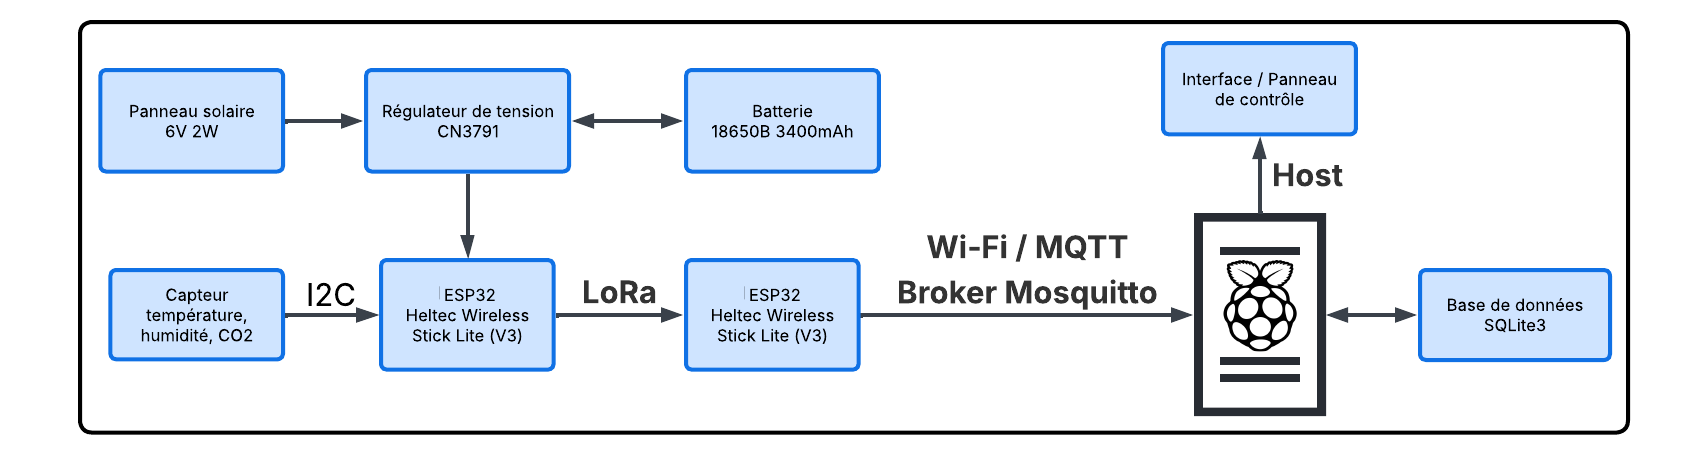 Panneau solaire
6V 2W
Régulateur de tension
CN3791
Batterie
18650B 3400mAh
Interface / Panneau
de contrôle
Host
Capteur
température,
humidité, CO2
I2C
ESP32
Heltec Wireless
Stick Lite (V3)
LoRa
ESP32
Heltec Wireless
Stick Lite (V3)
Wi-Fi / MQTT
Broker Mosquitto
Base de données
SQLite3